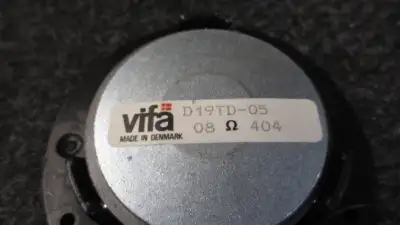 vifa D19TD-05
MADE IN DENMARK 08 Ω 404